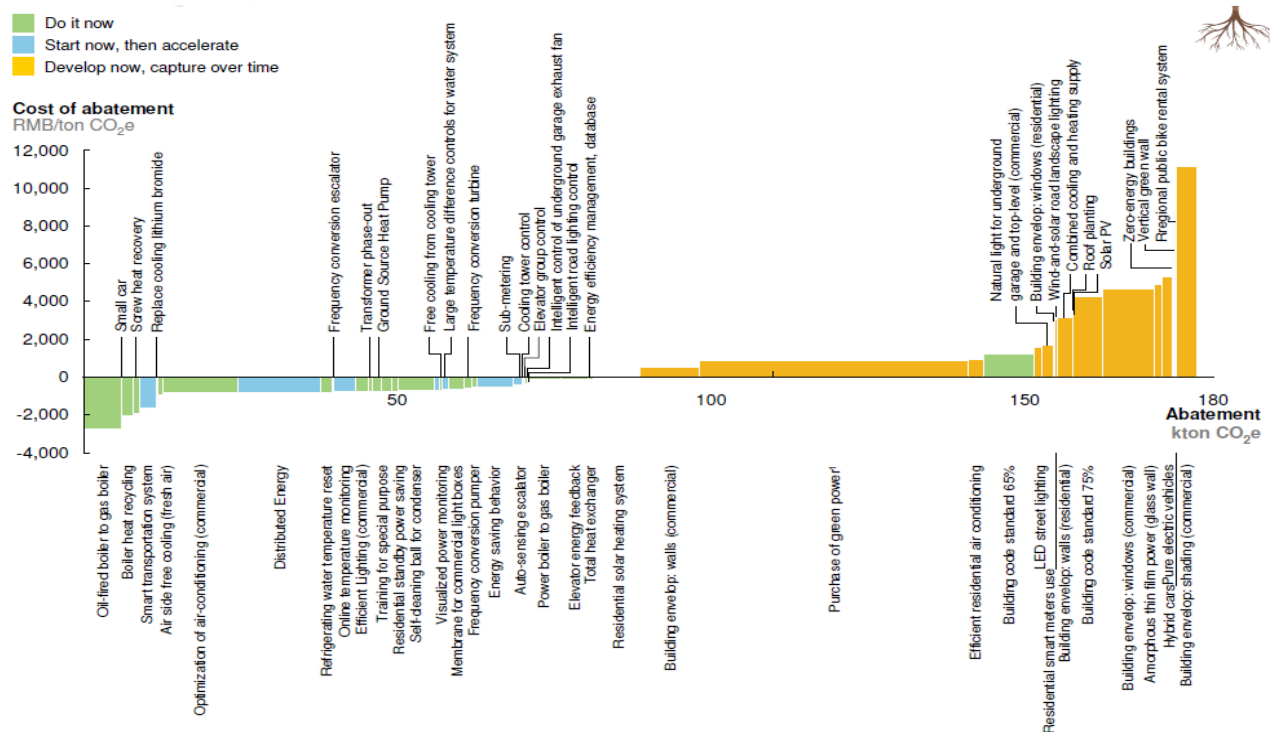 Do it now
Start now, then accelerate
Develop now, capture over time
Cost of abatement
RMB/ton CO2e
12,000
10,000
8,000
6,000
4,000
2,000
0
-2,000
-4,000
50
100
150
180
Abatement
kton CO2e
Small car
Screw heat recovery
Replace cooling lithium bromide
Frequency conversion escalator
Transformer phase-out
Ground Source Heat Pump
Free cooling from cooling tower
Large temperature difference controls for water system
Frequency conversion turbine
Sub-metering
Cooling tower control
Elevator group control
Intelligent control of underground garage exhaust fan
Intelligent road lighting control
Energy efficiency management, database
Natural light for underground
garage and top-level (commercial)
Building envelop: windows (residential)
Wind-and-solar road landscape lighting
Combined cooling and heating supply
Roof planting
Solar PV
Zero-energy buildings
Vertical green wall
Rregional public bike rental system
Oil-fired boiler to gas boiler
Boiler heat recycling
Smart transportation system
Air side free cooling (fresh air)
Optimization of air-conditioning (commercial)
Distributed Energy
Refrigerating water temperature reset
Online temperature monitoring
Efficient Lighting (commercial)
Training for special purpose
Residential standby power saving
Self-cleaning ball for condenser
Visualized power monitoring
Membrane for commercial light boxes
Frequency conversion pumper
Energy saving behavior
Auto-sensing escalator
Power boiler to gas boiler
Elevator energy feedback
Total heat exchanger
Residential solar heating system
Building envelop: walls (commercial)
Purchase of green power¹
Efficient residential air conditioning
Building code standard 65%
LED street lighting
Residential smart meters use
Building envelop: walls (residential)
Building code standard 75%
Building envelop: windows (commercial)
Amorphous thin film power (glass wall)
Hybrid cars
Pure electric vehicles
Building envelop: shading (commercial)